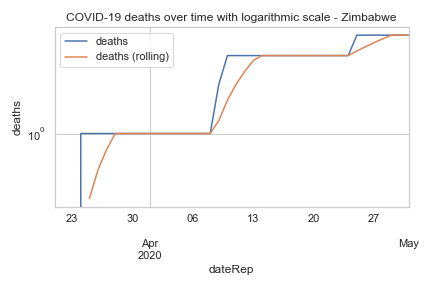 COVID-19 deaths over time with logarithmic scale - Zimbabwe
deaths
deaths (rolling)
deaths
10⁰
23 30 06 13 20 27
Apr May
2020
dateRep